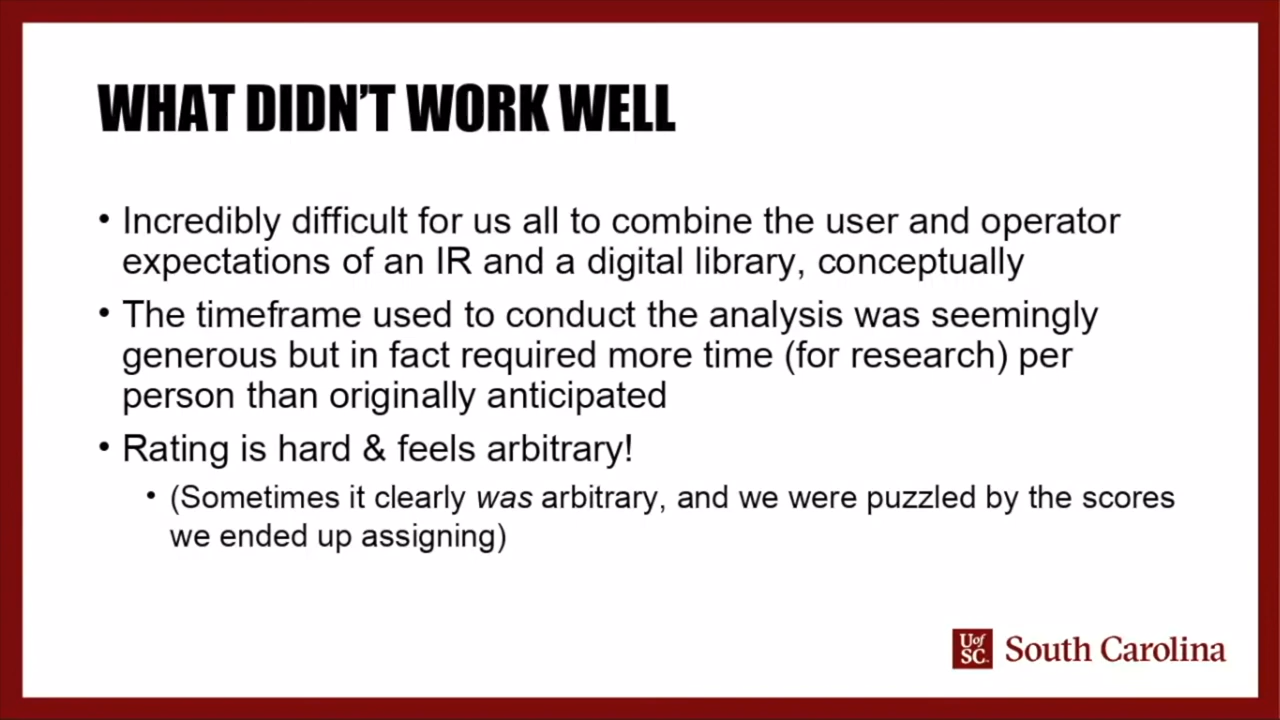 WHAT DIDN'T WORK WELL
• Incredibly difficult for us all to combine the user and operator
expectations of an IR and a digital library, conceptually
• The timeframe used to conduct the analysis was seemingly
generous but in fact required more time (for research) per
person than originally anticipated
• Rating is hard & feels arbitrary!
• (Sometimes it clearly was arbitrary, and we were puzzled by the scores
we ended up assigning)
UofSC. South Carolina